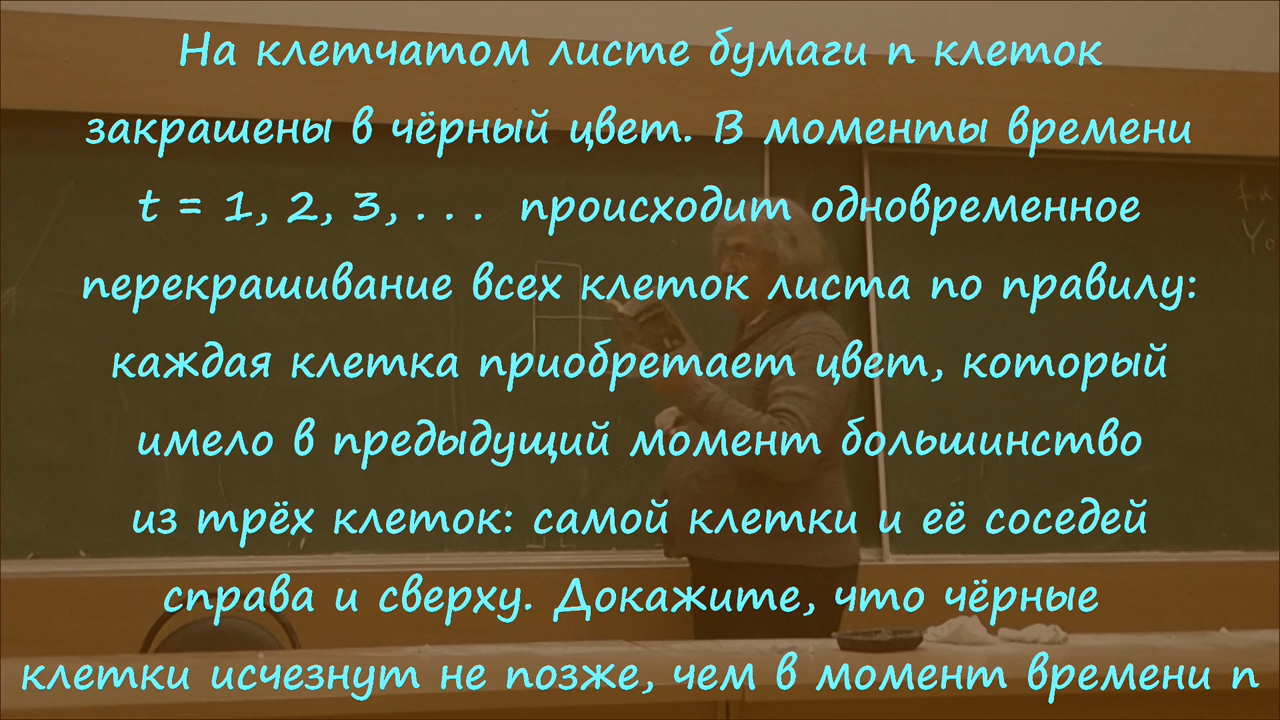 На клетчатом листе бумаги n клеток
закрашены в чёрный цвет. В моменты времени
t = 1, 2, 3, . . . происходит одновременное
перекрашивание всех клеток листа по правилу:
каждая клетка приобретает цвет, который
имело в предыдущий момент большинство
из трёх клеток: самой клетки и её соседей
справа и сверху. Докажите, что чёрные
клетки исчезнут не позже, чем в момент времени n